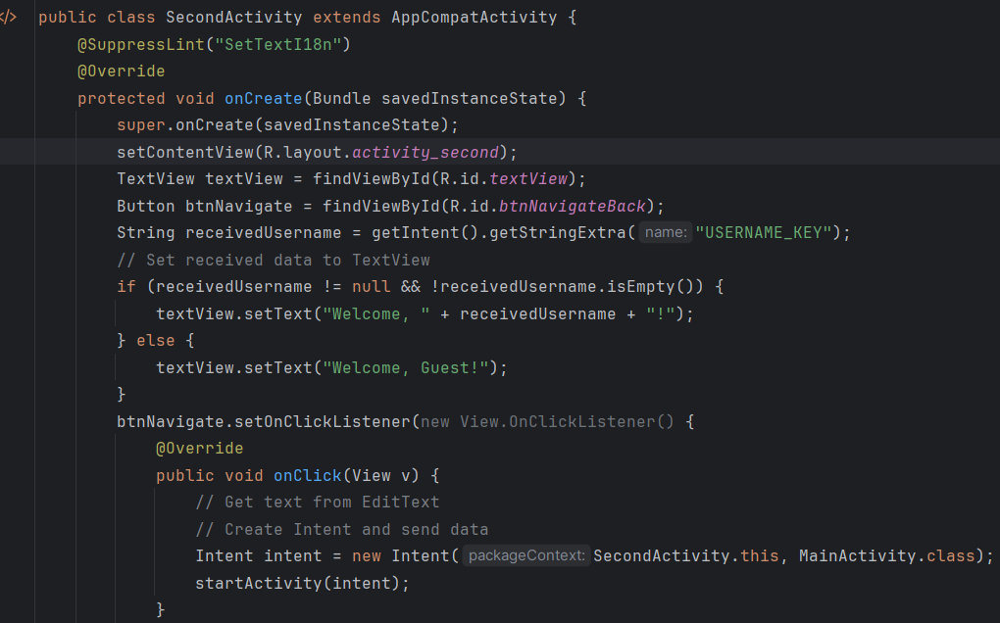 </>
public class SecondActivity extends AppCompatActivity {
@SuppressLint("SetTextI18n")
@Override
protected void onCreate(Bundle savedInstanceState) {
super.onCreate(savedInstanceState);
setContentView(R.layout.activity_second);
TextView textView = findViewById(R.id.textView);
Button btnNavigate = findViewById(R.id.btnNavigateBack);
String receivedUsername = getIntent().getStringExtra( name: "USERNAME_KEY");
// Set received data to TextView
if (receivedUsername != null && !receivedUsername.isEmpty()) {
textView.setText("Welcome, " + receivedUsername + "!");
} else {
textView.setText("Welcome, Guest!");
}
btnNavigate.setOnClickListener(new View.OnClickListener() {
@Override
public void onClick(View v) {
// Get text from EditText
// Create Intent and send data
Intent intent = new Intent( packageContext: SecondActivity.this, MainActivity.class);
startActivity(intent);
}